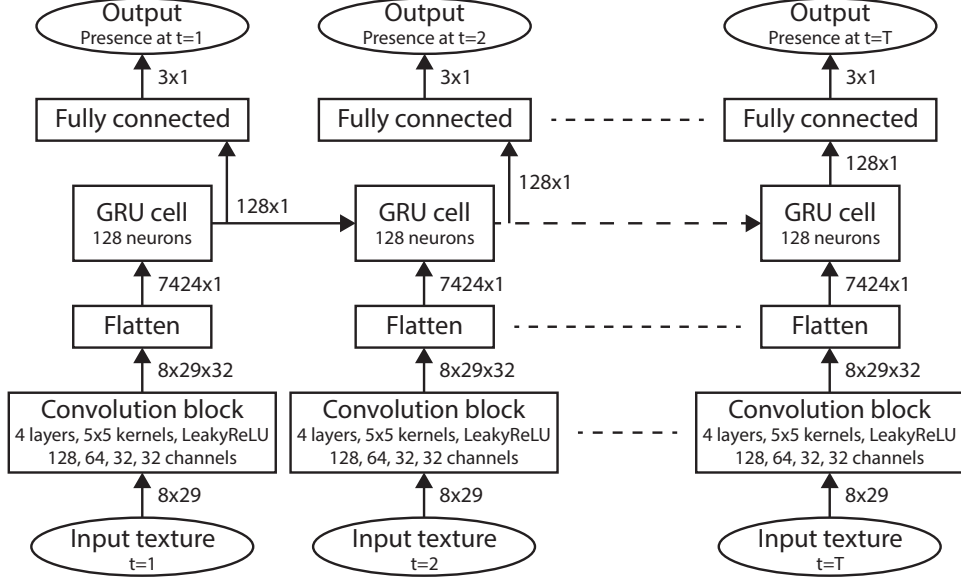 Output
Presence at t=1
3x1
Fully connected
128x1
GRU cell
128 neurons
7424x1
Flatten
8x29x32
Convolution block
4 layers, 5x5 kernels, LeakyReLU
128, 64, 32, 32 channels
8x29
Input texture
t=1
Output
Presence at t=2
3x1
Fully connected
128x1
GRU cell
128 neurons
7424x1
Flatten
8x29x32
Convolution block
4 layers, 5x5 kernels, LeakyReLU
128, 64, 32, 32 channels
8x29
Input texture
t=2
Output
Presence at t=T
3x1
Fully connected
128x1
GRU cell
128 neurons
7424x1
Flatten
8x29x32
Convolution block
4 layers, 5x5 kernels, LeakyReLU
128, 64, 32, 32 channels
8x29
Input texture
t=T